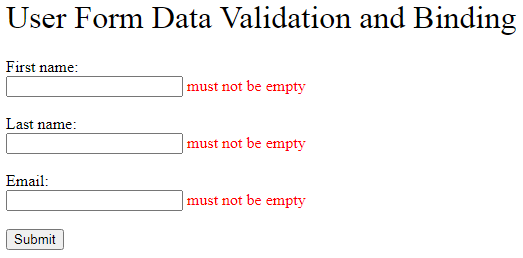 User Form Data Validation and Binding
First name:
must not be empty
Last name:
must not be empty
Email:
must not be empty
Submit